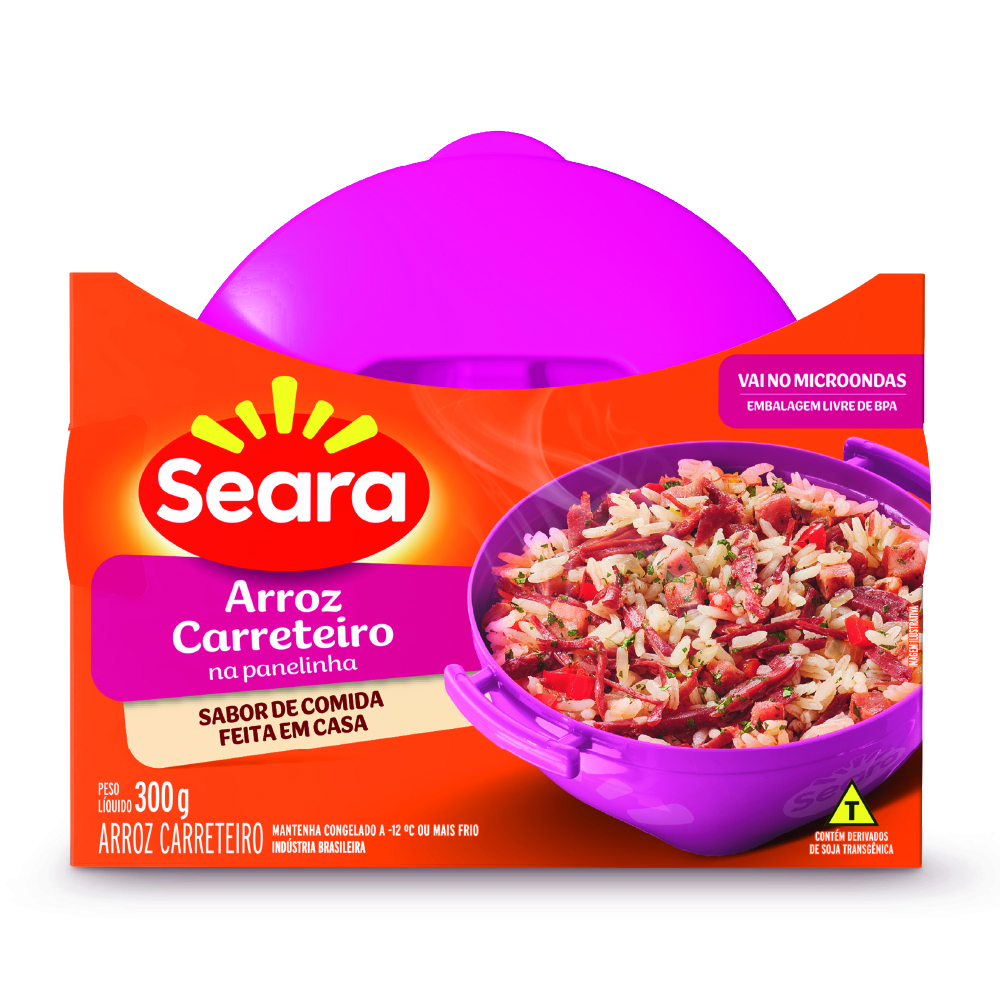 VAI NO MICROONDAS
EMBALAGEM LIVRE DE BPA
Seara
Arroz
Carreteiro
na panelinha
SABOR DE COMIDA
FEITA EM CASA
IMAGEM ILUSTRATIVA
Seara
PESO
LÍQUIDO 300 g
ARROZ CARRETEIRO
MANTENHA CONGELADO A -12 ºC OU MAIS FRIO
INDÚSTRIA BRASILEIRA
T
CONTÉM DERIVADOS
DE SOJA TRANSGÊNICA